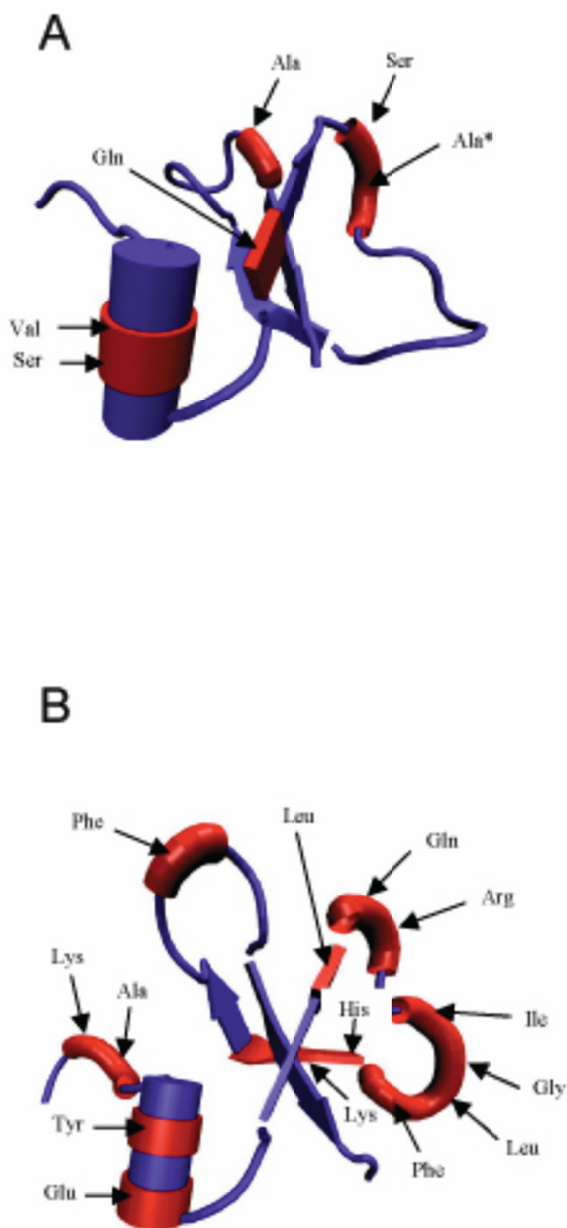 A
Ala
Ser
Gln
Ala*
Val
Ser
B
Phe
Leu
Gln
Arg
Lys
Ala
His
Ile
Gly
Tyr
Lys
Leu
Phe
Glu